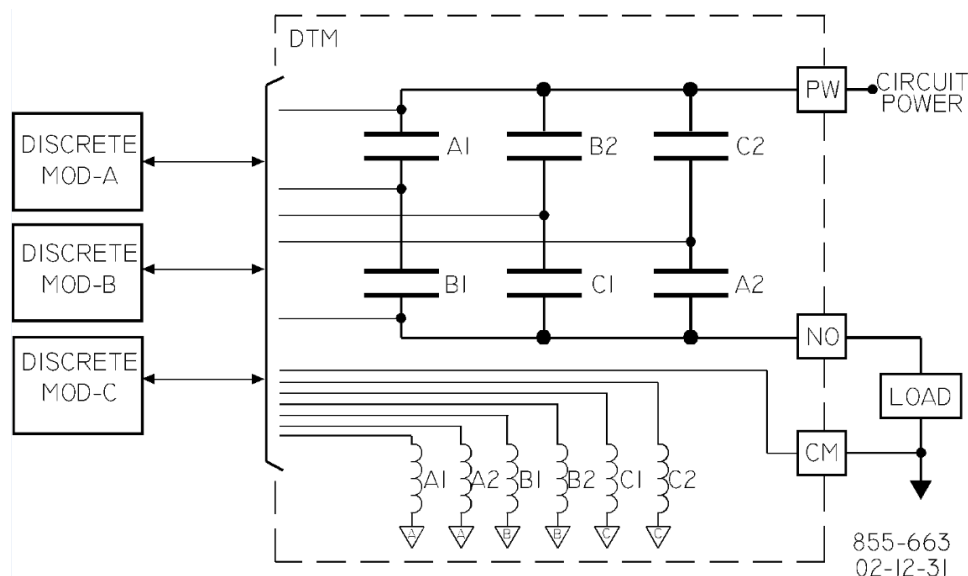 DTM
PW
CIRCUIT
POWER
DISCRETE
MOD-A
A1
B2
C2
DISCRETE
MOD-B
B1
C1
A2
NO
DISCRETE
MOD-C
LOAD
CM
A1
A2
B1
B2
C1
C2
A
A
B
B
C
C
855-663
02-12-31